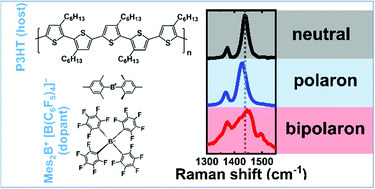 P3HT (host)
C6H13
C6H13
C6H13
C6H13
C6H13
S
S
S
S
S
n
Mes2B+ [B(C6F5)4]-
(dopant)
B+
F
B-
neutral
polaron
bipolaron
1300 1400 1500
Raman shift (cm-1)